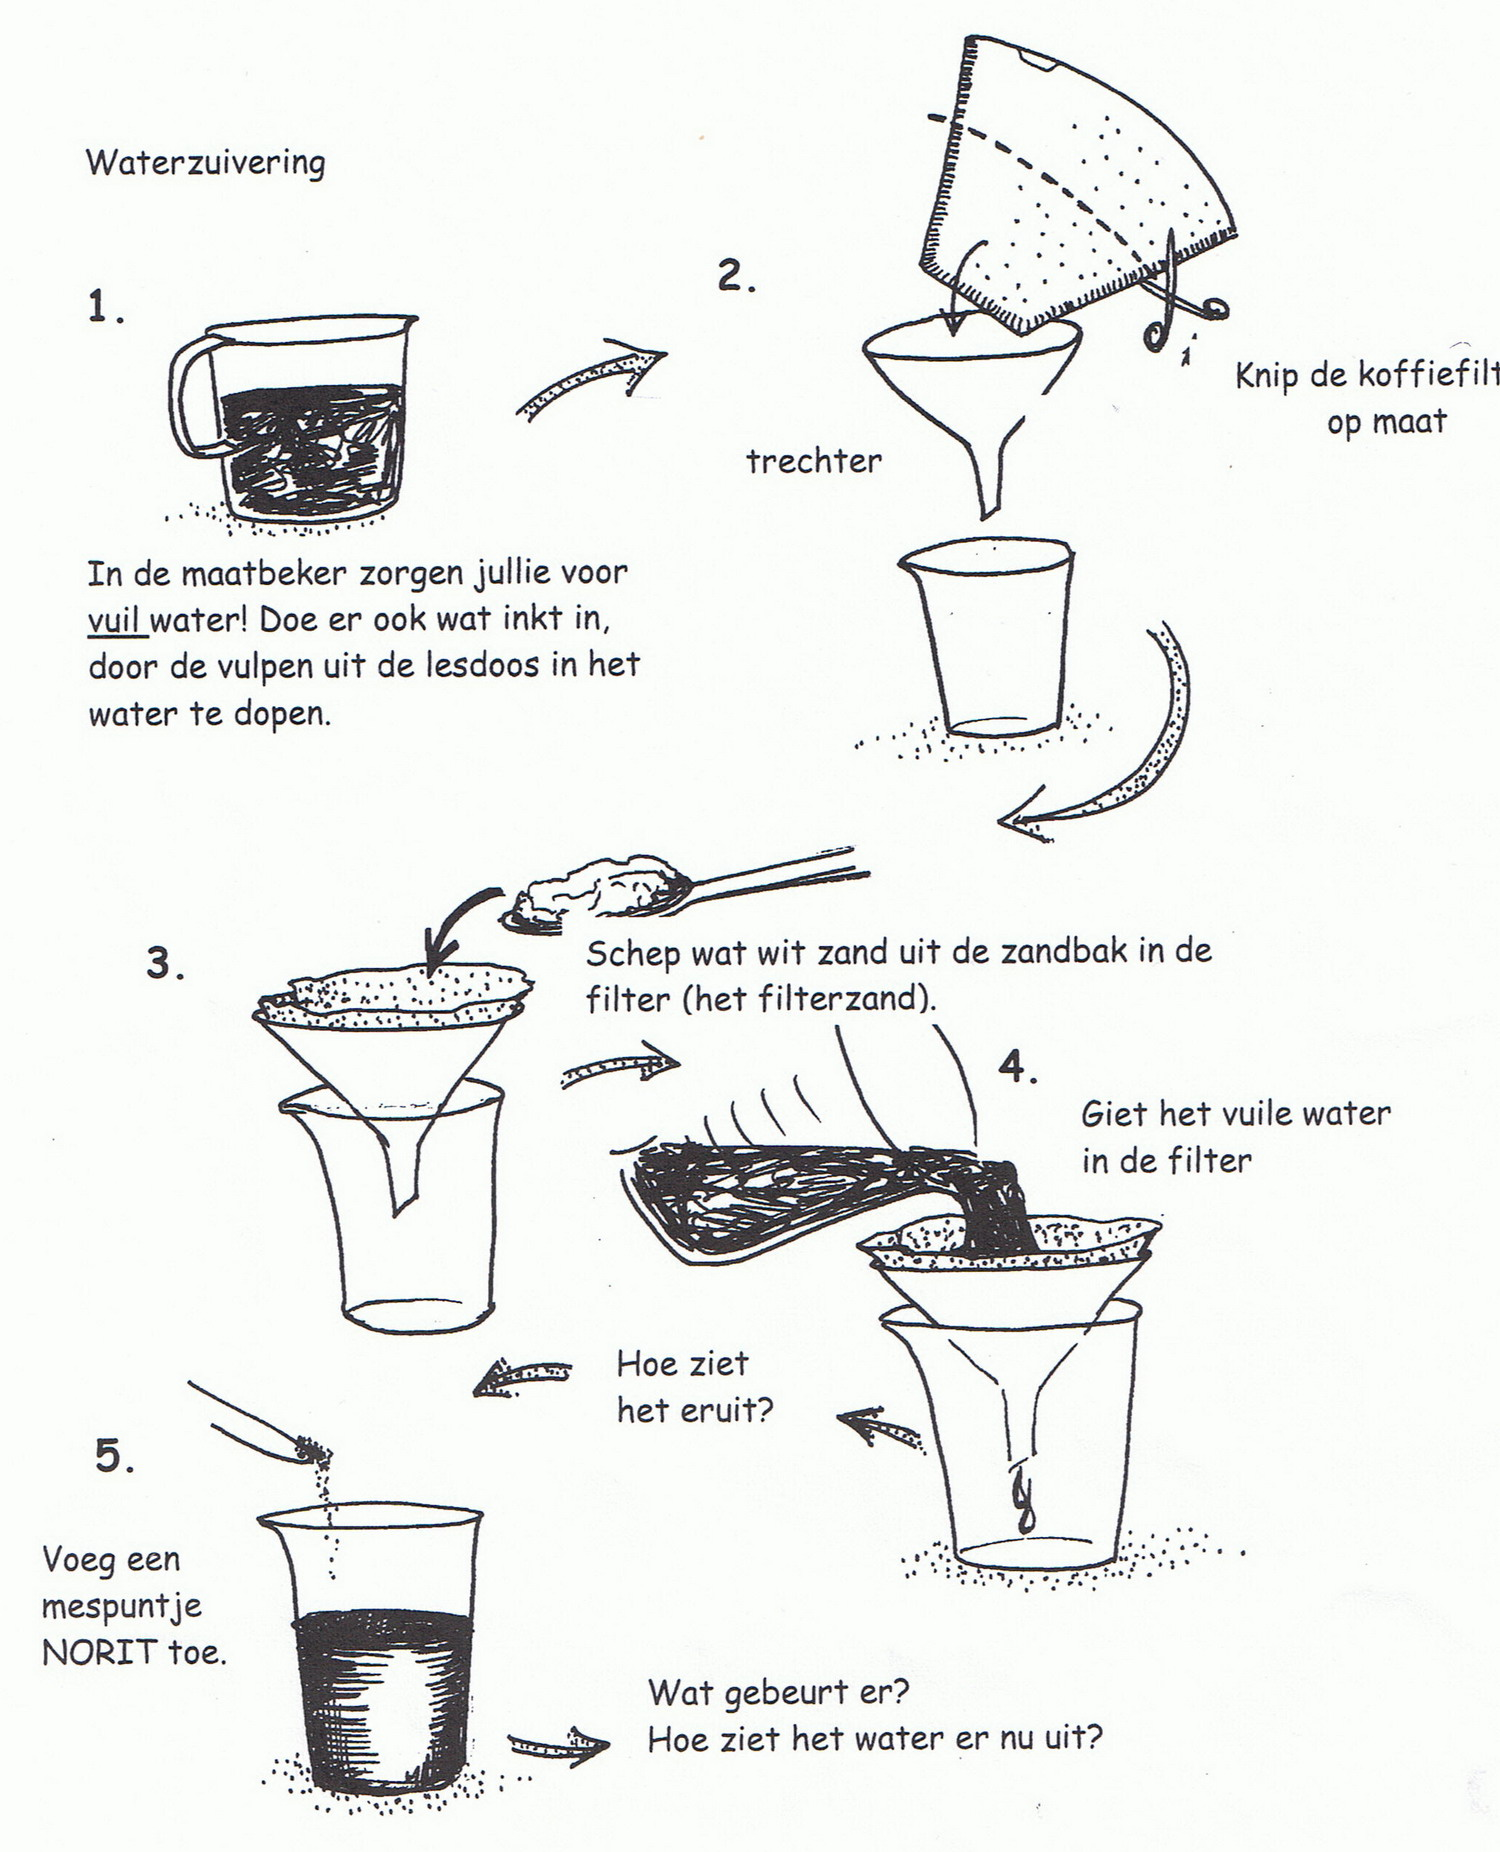 Waterzuivering
1.
In de maatbeker zorgen jullie voor
vuil water! Doe er ook wat inkt in,
door de vulpen uit de lesdoos in het
water te dopen.
2.
Knip de koffiefilt
op maat
trechter
3.
Schep wat wit zand uit de zandbak in de
filter (het filterzand).
4.
Giet het vuile water
in de filter
Hoe ziet
het eruit?
5.
Voeg een
mespuntje
NORIT toe.
Wat gebeurt er?
Hoe ziet het water er nu uit?